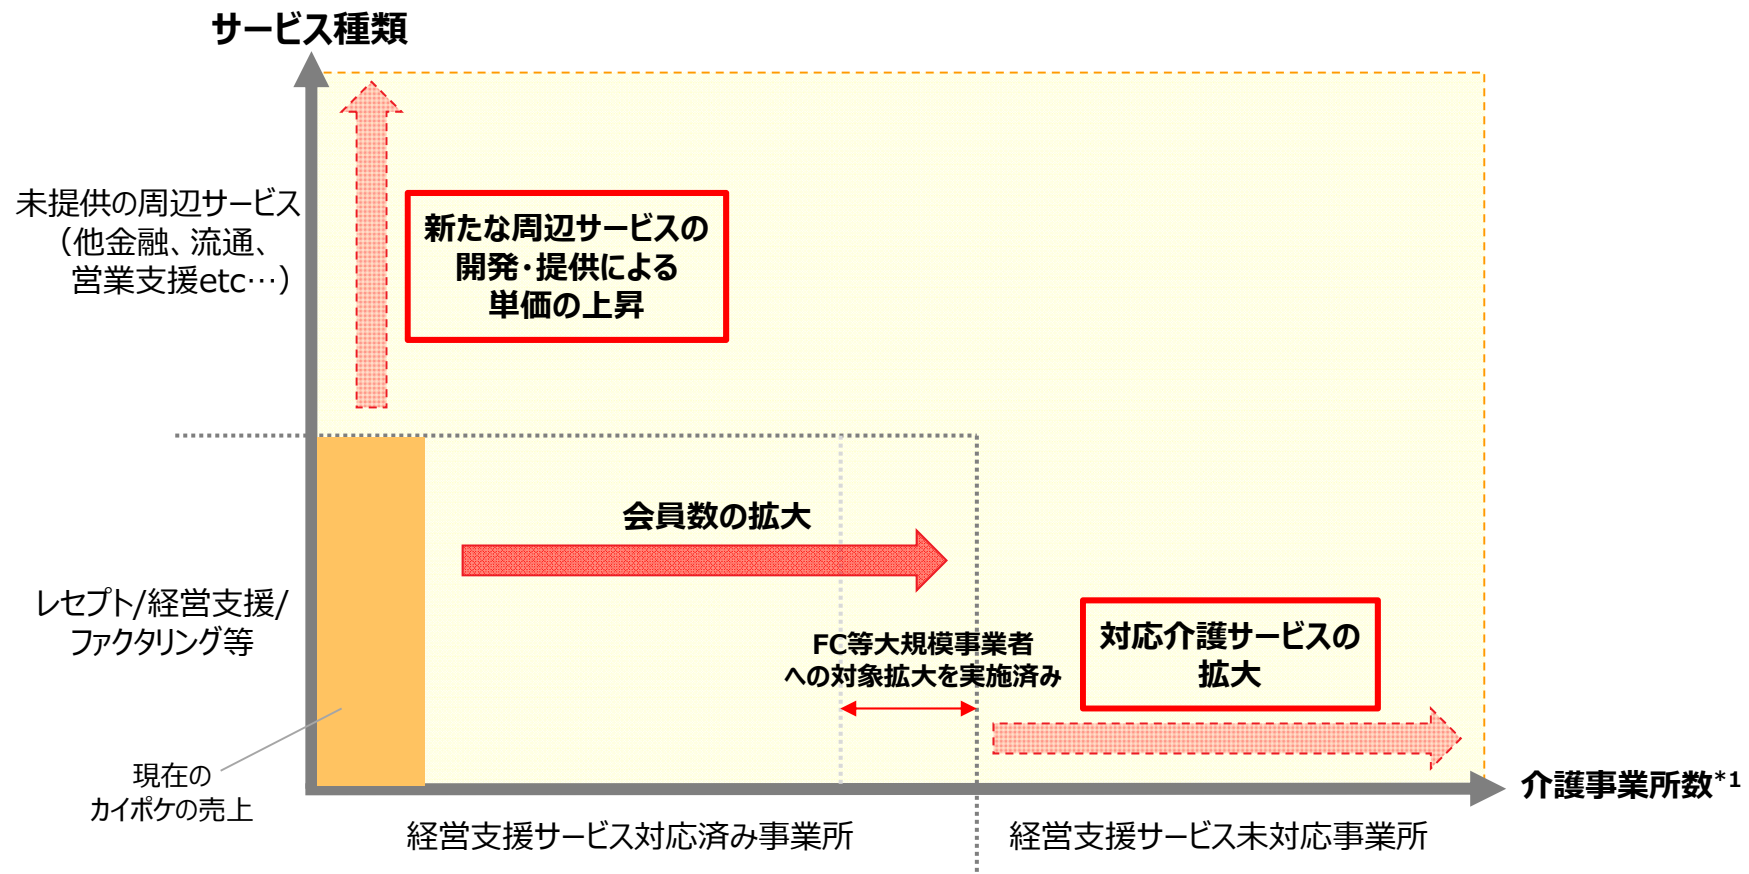 サービス種類
未提供の周辺サービス
（他金融、流通、
営業支援etc…）
新たな周辺サービスの
開発・提供による
単価の上昇
会員数の拡大
レセプト/経営支援/
ファクタリング等
FC等大規模事業者
への対象拡大を実施済み
対応介護サービスの
拡大
現在の
カイポケの売上
介護事業所数*1
経営支援サービス対応済み事業所
経営支援サービス未対応事業所